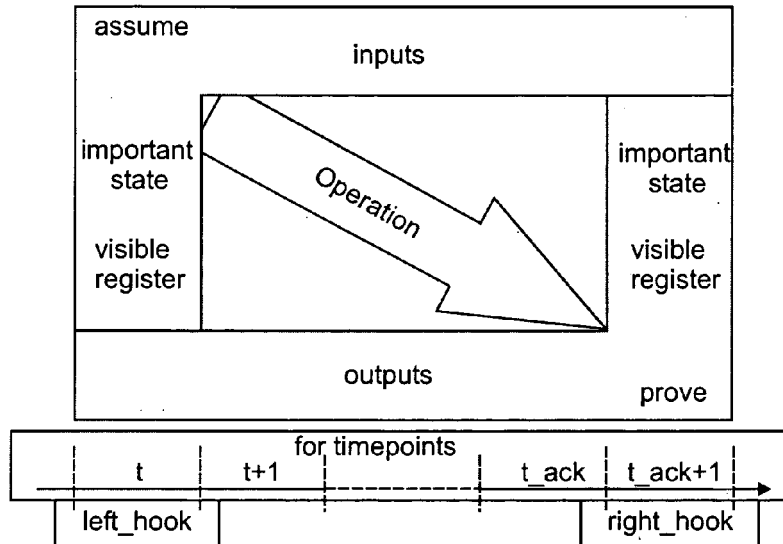 assume
inputs
important
state
visible
register
Operation
important
state
visible
register
outputs
prove
for timepoints
t t+1 t_ack t_ack+1
left_hook right_hook